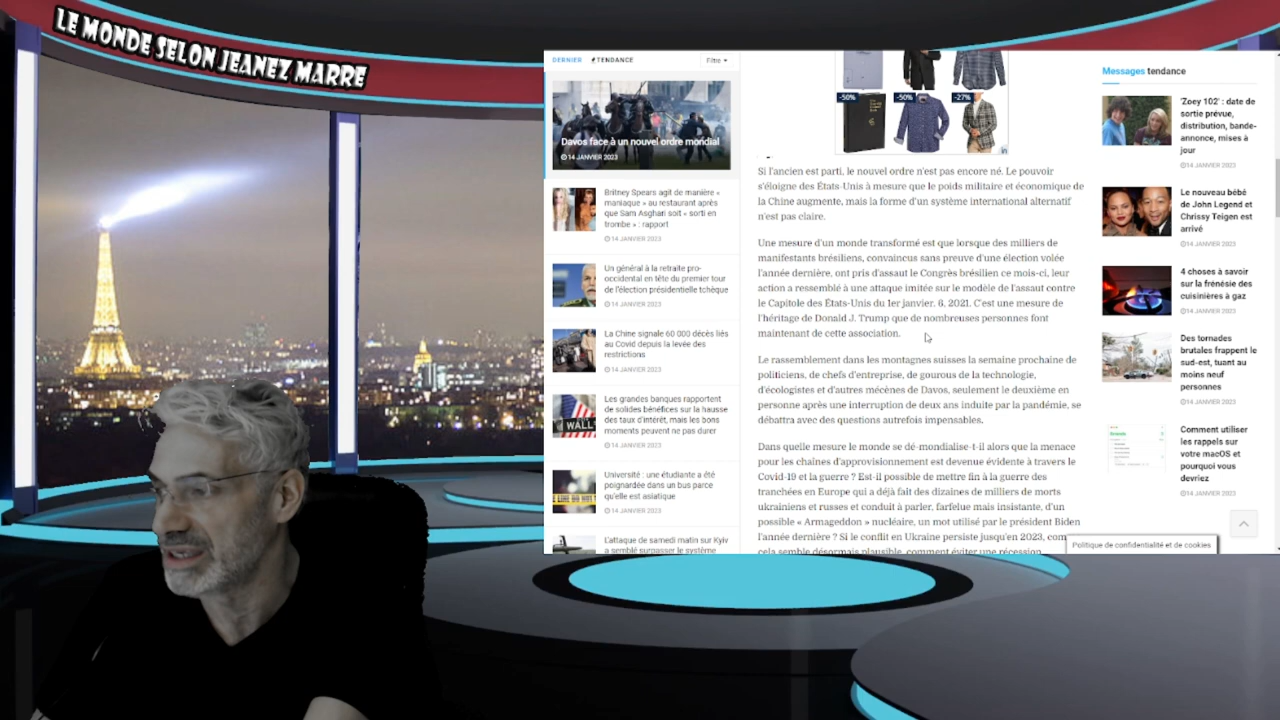 LE MONDE SELON JEANEZ MARRE
DERNIER TENDANCE Filtre
Davos face à un nouvel ordre mondial
14 JANVIER 2023
Britney Spears agit de manière «
maniaque » au restaurant après
que Sam Asghari soit « sorti en
trombe » : rapport
14 JANVIER 2023
Un général à la retraite pro-
occidental en tête du premier tour
de l'élection présidentielle tchèque
14 JANVIER 2023
La Chine signale 60 000 décès liés
au Covid depuis la levée des
restrictions
14 JANVIER 2023
Les grandes banques rapportent
de solides bénéfices sur la hausse
des taux d'intérêt, mais les bons
moments peuvent ne pas durer
14 JANVIER 2023
WALL
Université : une étudiante a été
poignardée dans un bus parce
qu'elle est asiatique
14 JANVIER 2023
L'attaque de samedi matin sur Kyiv
a semblé surpasser le système
-50% -50% -27%
Si l'ancien est parti, le nouvel ordre n'est pas encore né. Le pouvoir
s'éloigne des États-Unis à mesure que le poids militaire et économique de
la Chine augmente, mais la forme d'un système international alternatif
n'est pas claire.
Une mesure d'un monde transformé est que lorsque des milliers de
manifestants brésiliens, convaincus sans preuve d'une élection volée
l'année dernière, ont pris d'assaut le Congrès brésilien ce mois-ci, leur
action a ressemblé à une attaque imitée sur le modèle de l'assaut contre
le Capitole des États-Unis du 1er janvier. 6, 2021. C'est une mesure de
l'héritage de Donald J. Trump que de nombreuses personnes font
maintenant de cette association.
Le rassemblement dans les montagnes suisses la semaine prochaine de
politiciens, de chefs d'entreprise, de gourous de la technologie,
d'écologistes et d'autres mécènes de Davos, seulement le deuxième en
personne après une interruption de deux ans induite par la pandémie, se
débattra avec des questions autrefois impensables.
Dans quelle mesure le monde se dé-mondialise-t-il alors que la menace
pour les chaînes d'approvisionnement est devenue évidente à travers le
Covid-19 et la guerre ? Est-il possible de mettre fin à la guerre des
tranchées en Europe qui a déjà fait des dizaines de milliers de morts
ukrainiens et russes et conduit à parler, farfelue mais insistante, d'un
possible « Armageddon » nucléaire, un mot utilisé par le président Biden
l'année dernière ? Si le conflit en Ukraine persiste jusqu'en 2023, com
cela semble désormais plausible, comment éviter une récession
Messages tendance
'Zoey 102' : date de
sortie prévue,
distribution, bande-
annonce, mises à
jour
14 JANVIER 2023
Le nouveau bébé
de John Legend et
Chrissy Teigen est
arrivé
14 JANVIER 2023
4 choses à savoir
sur la frénésie des
cuisinières à gaz
14 JANVIER 2023
Des tornades
brutales frappent le
sud-est, tuant au
moins neuf
personnes
14 JANVIER 2023
Comment utiliser
les rappels sur
votre macOS et
pourquoi vous
devriez
14 JANVIER 2023
Politique de confidentialité et de cookies